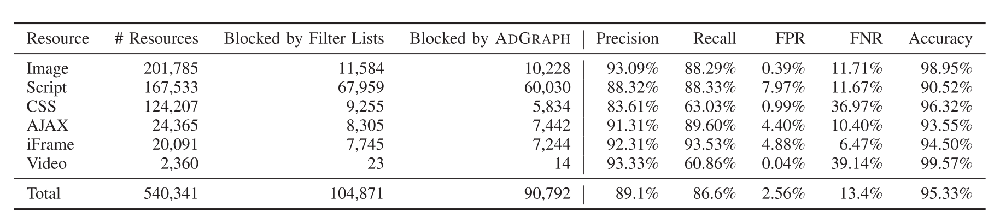 Resource # Resources Blocked by Filter Lists Blocked by ADGRAPH Precision Recall FPR FNR Accuracy
Image 201,785 11,584 10,228 93.09% 88.29% 0.39% 11.71% 98.95%
Script 167,533 67,959 60,030 88.32% 88.33% 7.97% 11.67% 90.52%
CSS 124,207 9,255 5,834 83.61% 63.03% 0.99% 36.97% 96.32%
AJAX 24,365 8,305 7,442 91.31% 89.60% 4.40% 10.40% 93.55%
iFrame 20,091 7,745 7,244 92.31% 93.53% 4.88% 6.47% 94.50%
Video 2,360 23 14 93.33% 60.86% 0.04% 39.14% 99.57%
Total 540,341 104,871 90,792 89.1% 86.6% 2.56% 13.4% 95.33%